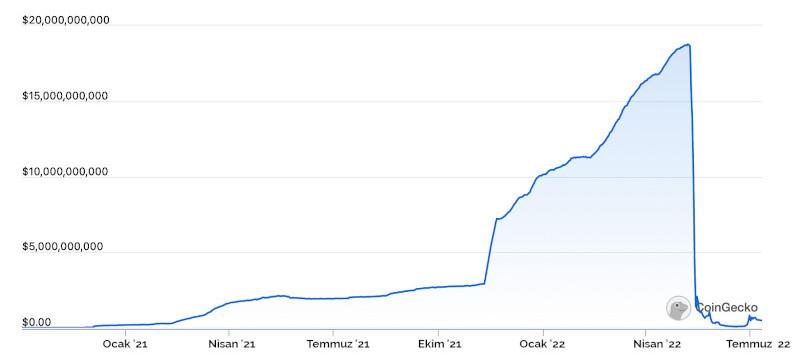 $20,000,000,000
$15,000,000,000
$10,000,000,000
$5,000,000,000
CoinGecko
$0.00
Ocak '21
Nisan '21
Temmuz '21
Ekim '21
Ocak '22
Nisan '22
Temmuz '22